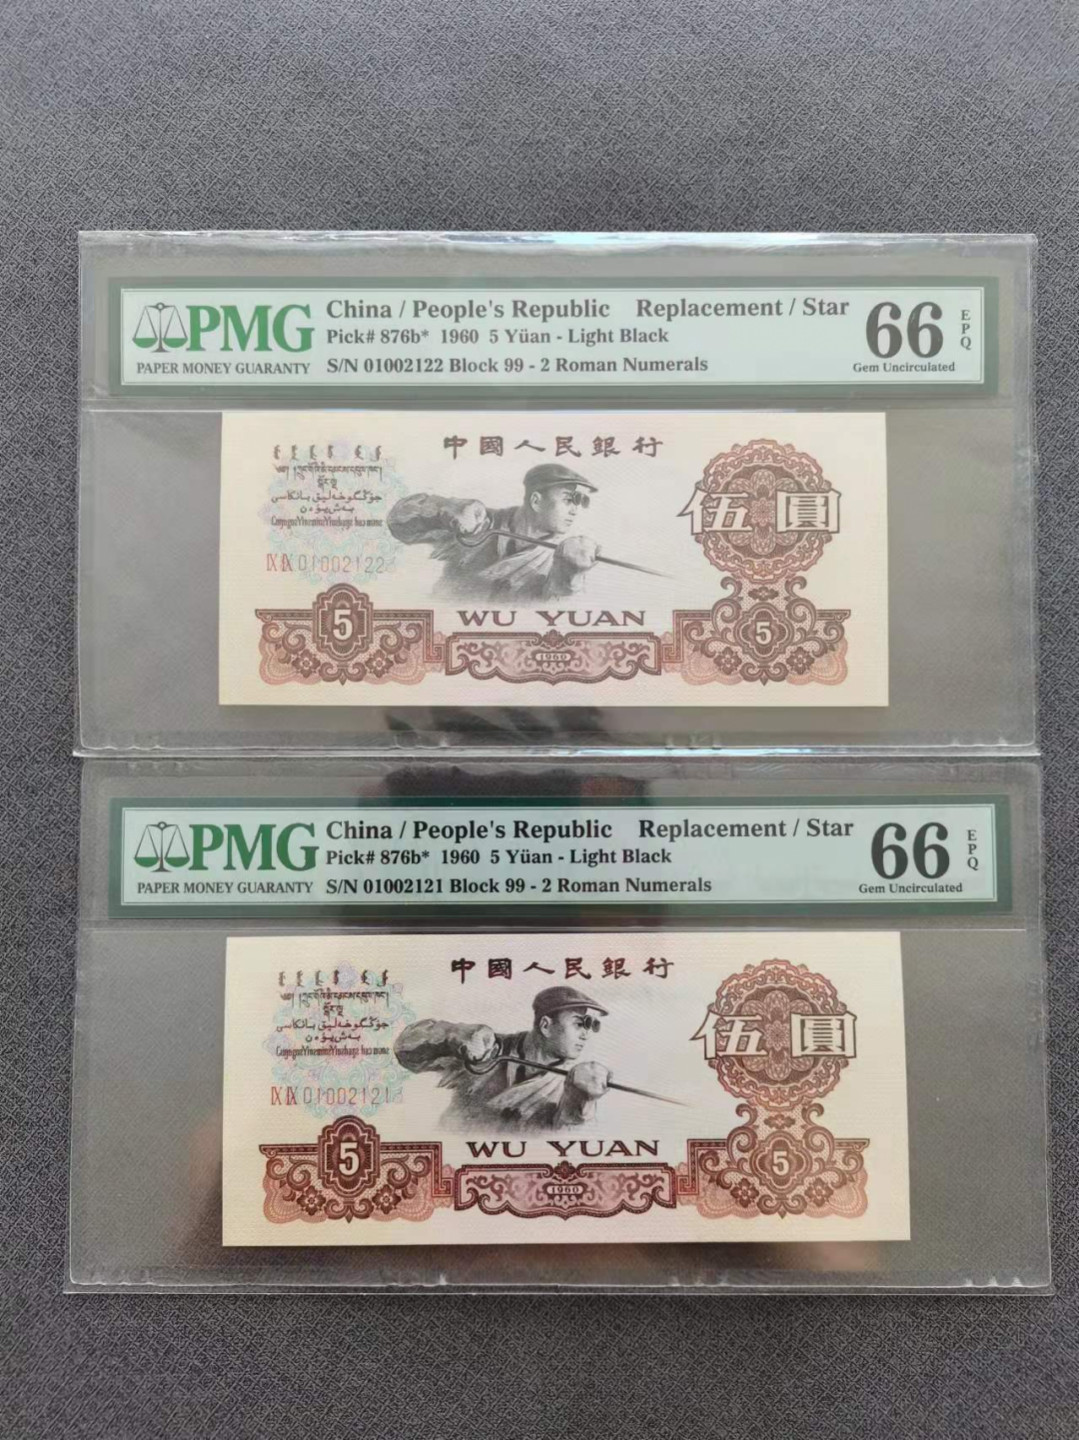 PMG
PAPER MONEY GUARANTY
China / People's Republic Replacement / Star
Pick# 876b* 1960 5 Yüan - Light Black
S/N 01002122 Block 99 - 2 Roman Numerals
66 EPQ
Gem Uncirculated
中國人民銀行
伍圓
IX IX 01002122
WU YUAN
5
1960
5
PMG
PAPER MONEY GUARANTY
China / People's Republic Replacement / Star
Pick# 876b* 1960 5 Yüan - Light Black
S/N 01002121 Block 99 - 2 Roman Numerals
66 EPQ
Gem Uncirculated
中國人民銀行
伍圓
IX IX 01002121
WU YUAN
5
1960
5